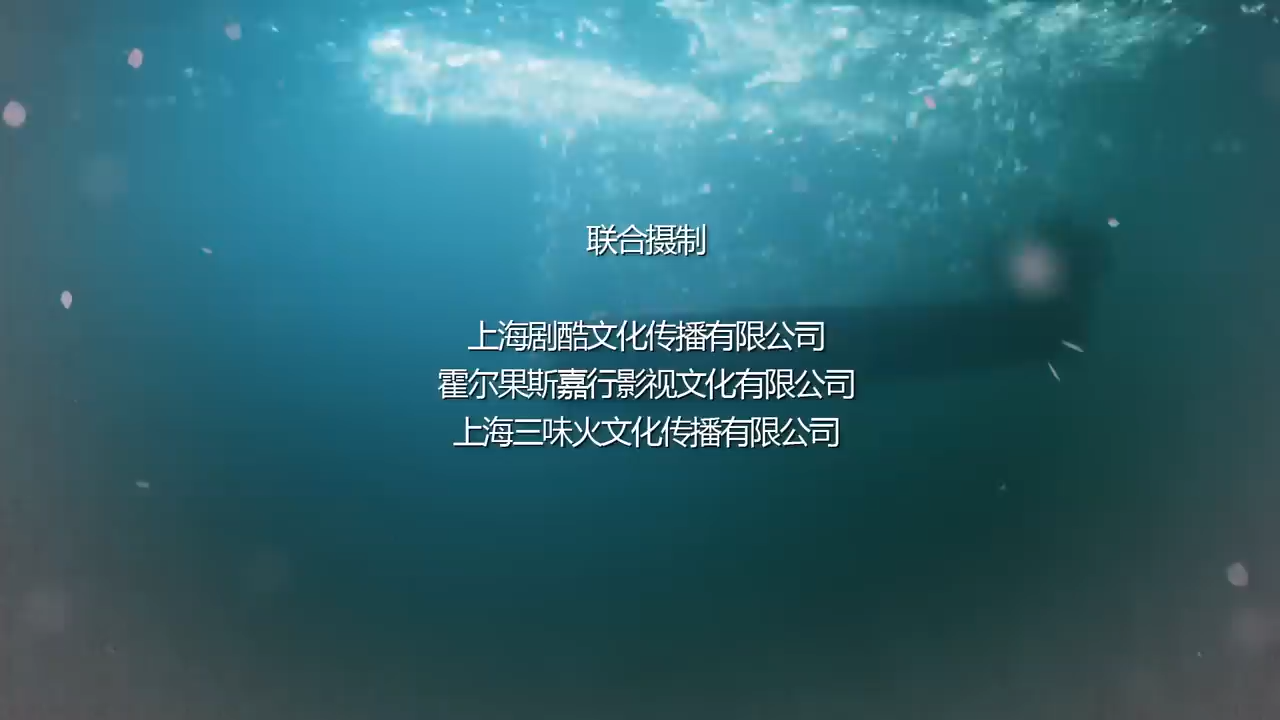 联合摄制
上海剧酷文化传播有限公司
霍尔果斯嘉行影视文化有限公司
上海三味火文化传播有限公司